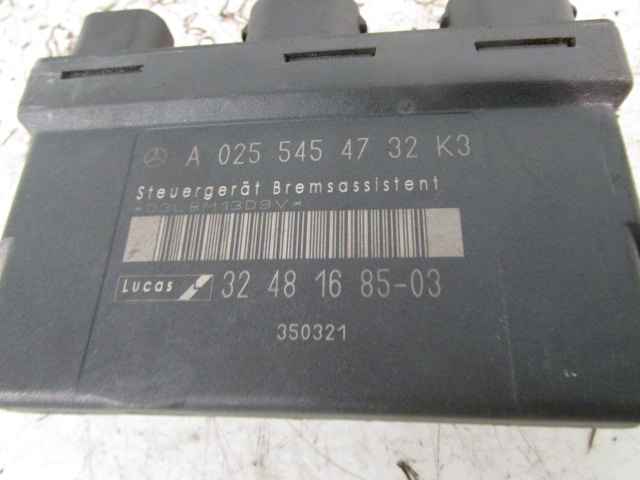 A 025 545 47 32 K3
Steuergerät Bremsassistent
Lucas 32 48 16 85-03
350321